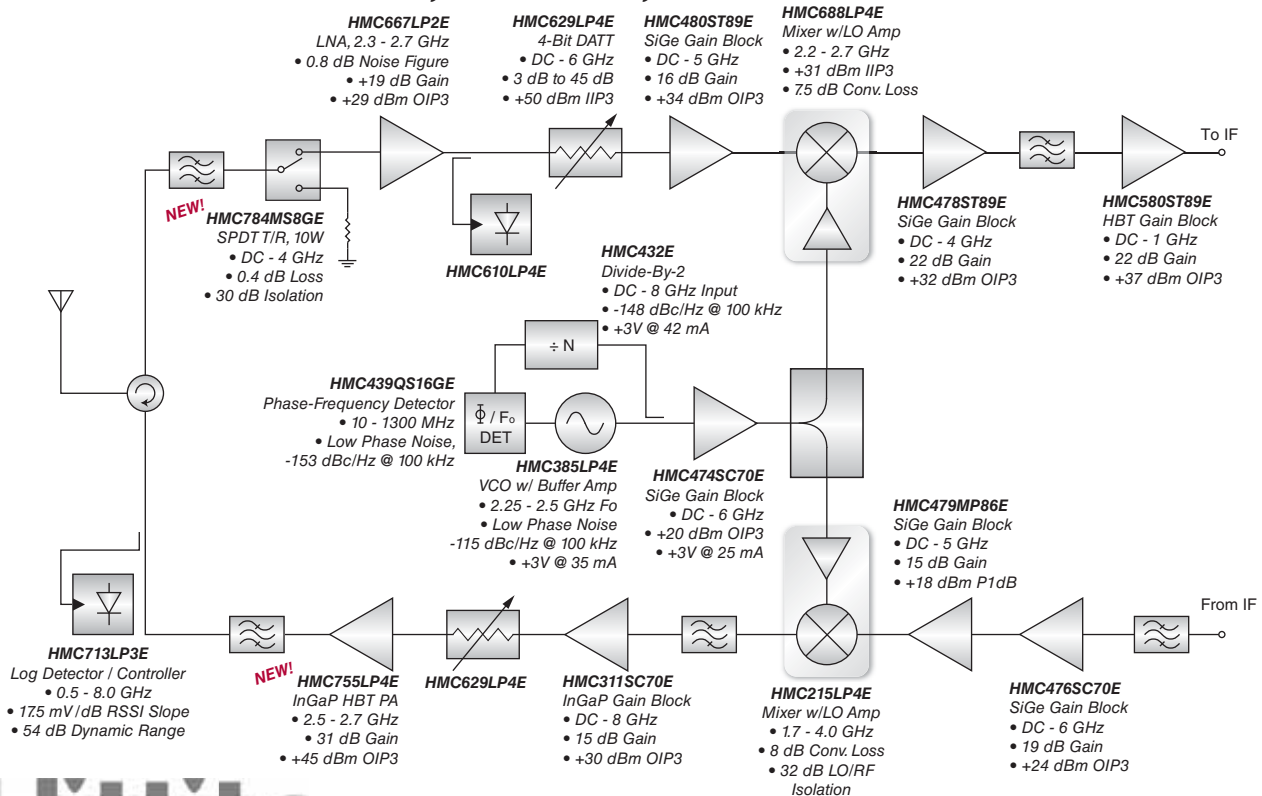 HMC667LP2E
LNA, 2.3 - 2.7 GHz
• 0.8 dB Noise Figure
• +19 dB Gain
• +29 dBm OIP3
HMC629LP4E
4-Bit DATT
• DC - 6 GHz
• 3 dB to 45 dB
• +50 dBm IIP3
HMC480ST89E
SiGe Gain Block
• DC - 5 GHz
• 16 dB Gain
• +34 dBm OIP3
HMC688LP4E
Mixer w/LO Amp
• 2.2 - 2.7 GHz
• +31 dBm IIP3
• 7.5 dB Conv. Loss
To IF
NEW!
HMC784MS8GE
SPDT T/R, 10W
• DC - 4 GHz
• 0.4 dB Loss
• 30 dB Isolation
HMC610LP4E
HMC478ST89E
SiGe Gain Block
• DC - 4 GHz
• 22 dB Gain
• +32 dBm OIP3
HMC580ST89E
HBT Gain Block
• DC - 1 GHz
• 22 dB Gain
• +37 dBm OIP3
HMC432E
Divide-By-2
• DC - 8 GHz Input
• -148 dBc/Hz @ 100 kHz
• +3V @ 42 mA
÷ N
HMC439QS16GE
Phase-Frequency Detector
• 10 - 1300 MHz
• Low Phase Noise,
-153 dBc/Hz @ 100 kHz
Φ / Fo
DET
HMC385LP4E
VCO w/ Buffer Amp
• 2.25 - 2.5 GHz Fo
• Low Phase Noise
-115 dBc/Hz @ 100 kHz
• +3V @ 35 mA
HMC474SC70E
SiGe Gain Block
• DC - 6 GHz
• +20 dBm OIP3
• +3V @ 25 mA
HMC479MP86E
SiGe Gain Block
• DC - 5 GHz
• 15 dB Gain
• +18 dBm P1dB
From IF
HMC713LP3E
Log Detector / Controller
• 0.5 - 8.0 GHz
• 17.5 mV / dB RSSI Slope
• 54 dB Dynamic Range
NEW!
HMC755LP4E
InGaP HBT PA
• 2.5 - 2.7 GHz
• 31 dB Gain
• +45 dBm OIP3
HMC629LP4E
HMC311SC70E
InGaP Gain Block
• DC - 8 GHz
• 15 dB Gain
• +30 dBm OIP3
HMC215LP4E
Mixer w/LO Amp
• 1.7 - 4.0 GHz
• 8 dB Conv. Loss
• 32 dB LO/RF
Isolation
HMC476SC70E
SiGe Gain Block
• DC - 6 GHz
• 19 dB Gain
• +24 dBm OIP3